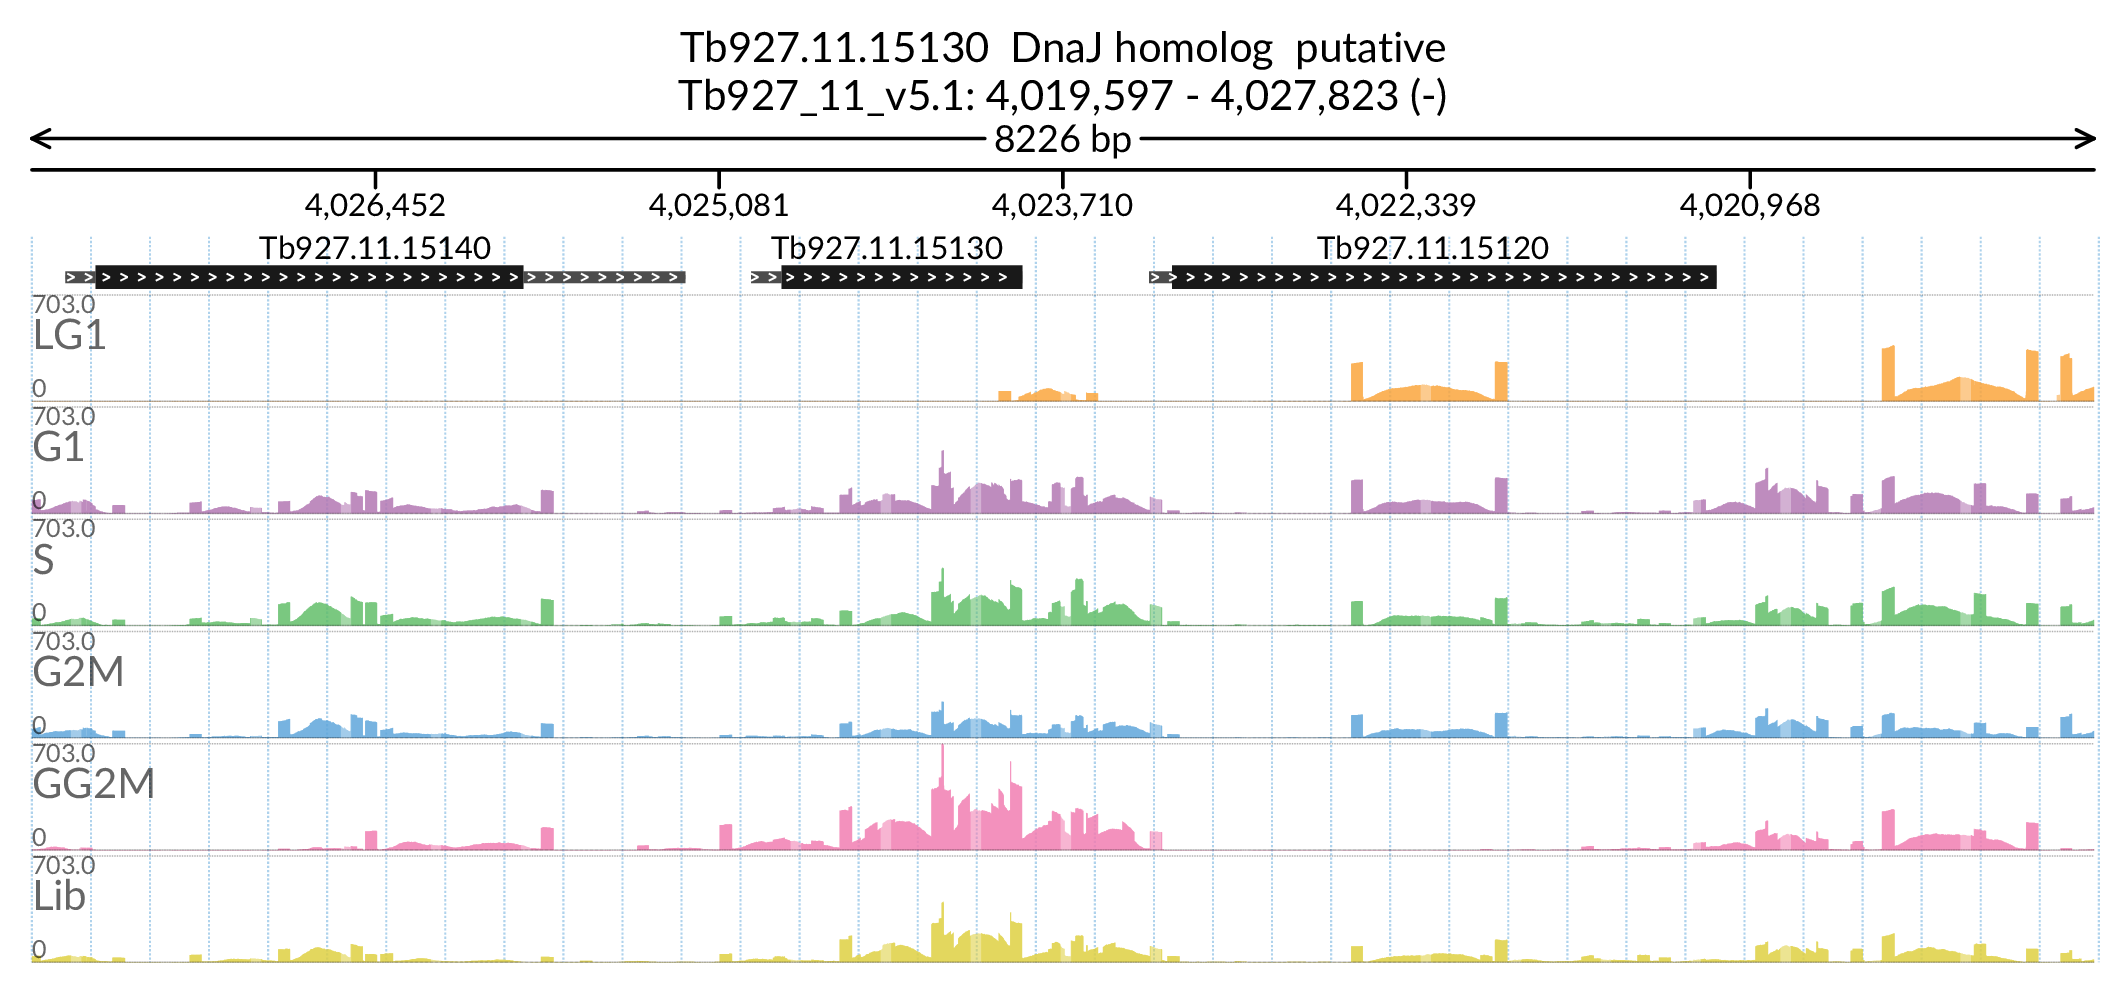 Tb927.11.15130 DnaJ homolog putative
Tb927_11_v5.1: 4,019,597 - 4,027,823 (-)
8226 bp
4,026,452 4,025,081 4,023,710 4,022,339 4,020,968
Tb927.11.15140 Tb927.11.15130 Tb927.11.15120
703.0
LG1
0
703.0
G1
0
703.0
S
0
703.0
G2M
0
703.0
GG2M
0
703.0
Lib
0